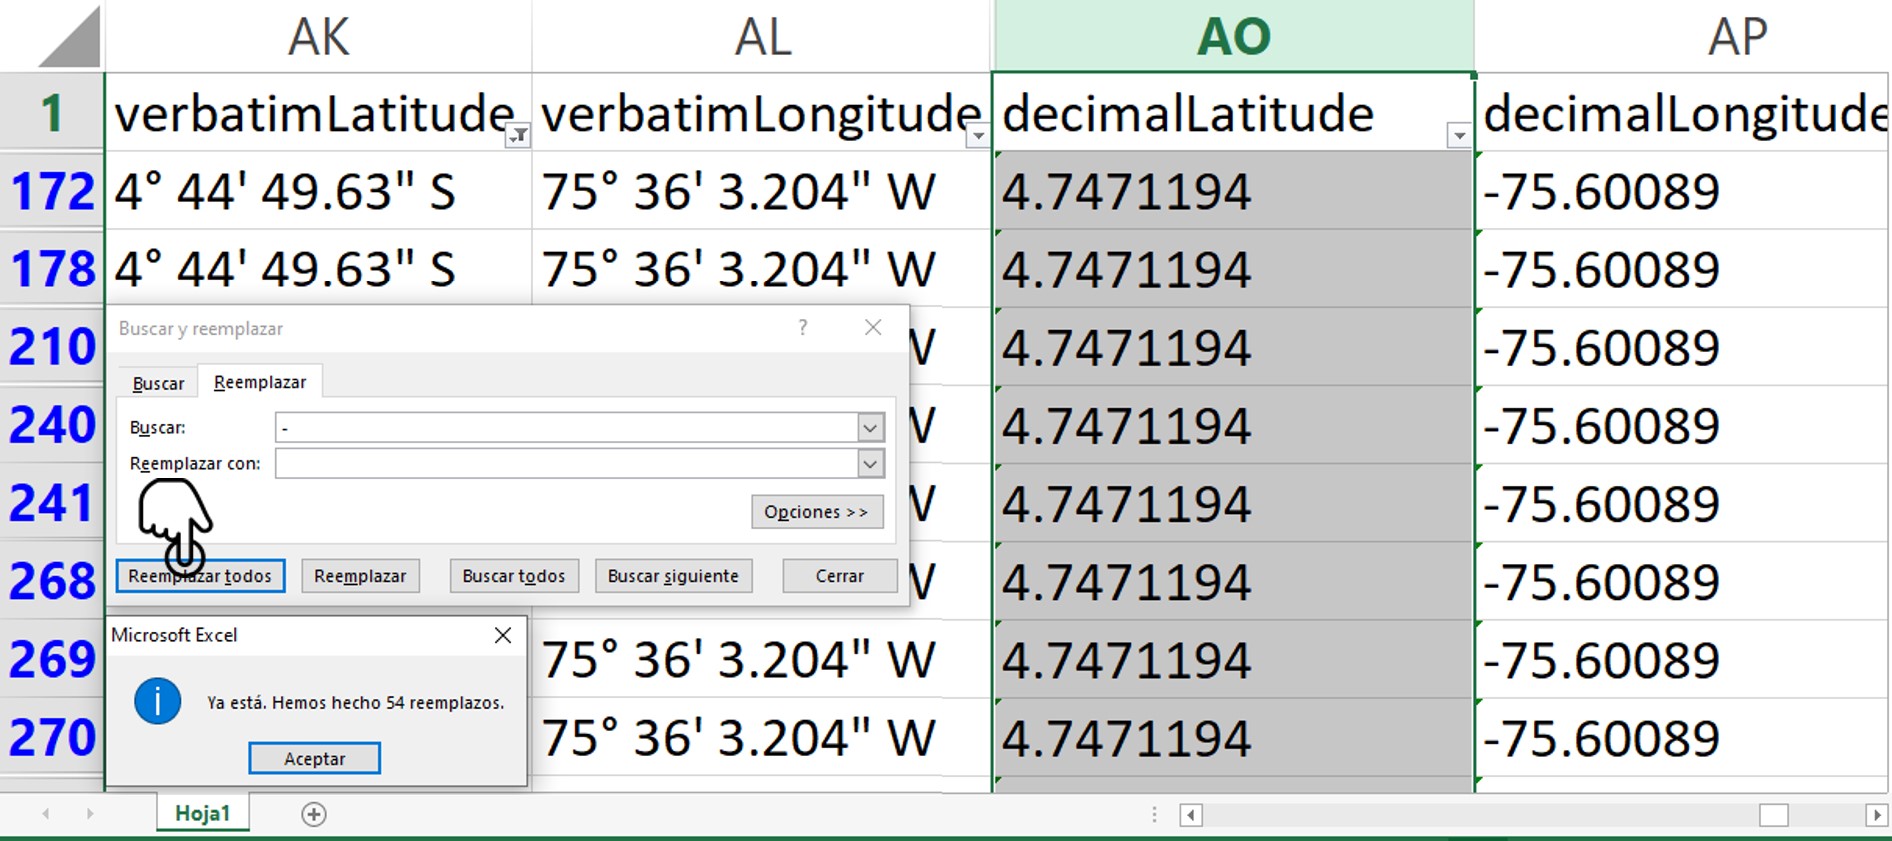 AK AL AO AP
1 verbatimLatitude verbatimLongitude decimalLatitude decimalLongitude
172 4° 44' 49.63" S 75° 36' 3.204" W 4.7471194 -75.60089
178 4° 44' 49.63" S 75° 36' 3.204" W 4.7471194 -75.60089
Buscar y reemplazar ? ×
210 W 4.7471194 -75.60089
Buscar Reemplazar
240 W 4.7471194 -75.60089
Buscar: -
Reemplazar con:
241 W 4.7471194 -75.60089
Opciones >>
268 W 4.7471194 -75.60089
Reemplazar todos Reemplazar Buscar todos Buscar siguiente Cerrar
Microsoft Excel ×
269 75° 36' 3.204" W 4.7471194 -75.60089
i Ya está. Hemos hecho 54 reemplazos.
270 75° 36' 3.204" W 4.7471194 -75.60089
Aceptar
Hoja1